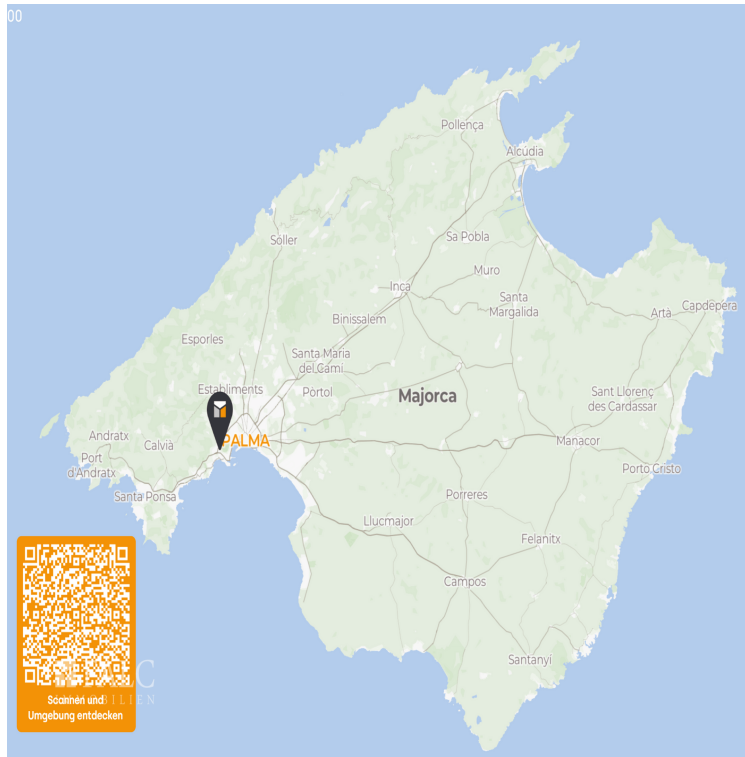 00
Pollença
Alcúdia
Sóller
Sa Pobla
Muro
Inca
Santa
Margalida
Capdepera
Artà
Binissalem
Esporles
Santa Maria
del Camí
Establiments
Pòrtol
Majorca
Sant Llorenç
des Cardassar
PALMA
Andratx
Calvià
Manacor
Port
d'Andratx
Porto Cristo
Santa Ponsa
Porreres
Llucmajor
Felanitx
Campos
Santanyí
Scannen und
Umgebung entdecken
IMMOBILIEN